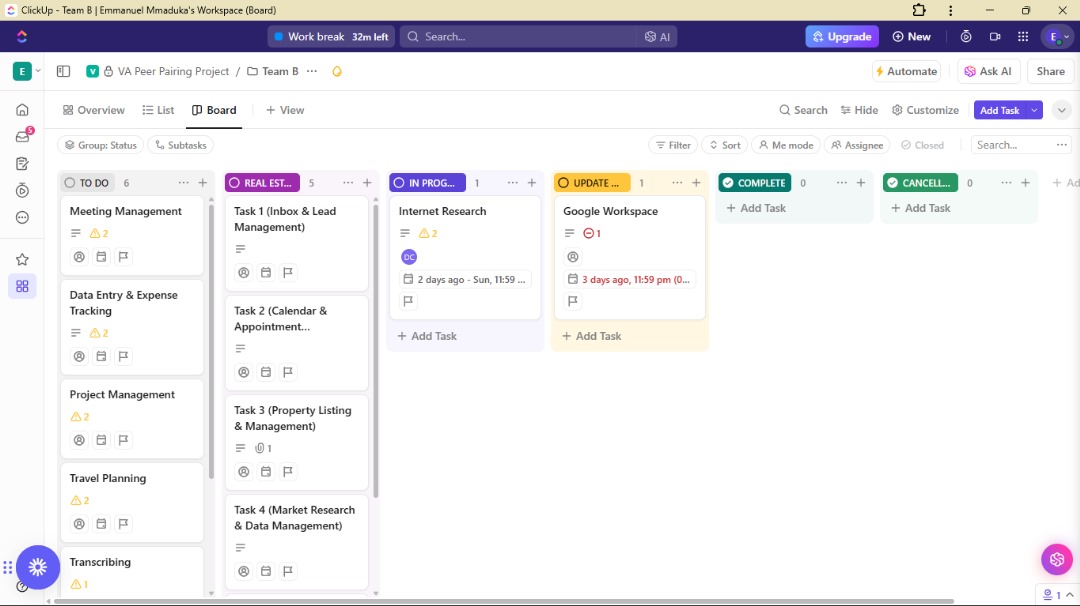 ClickUp - Team B | Emmanuel Mmaduka's Workspace (Board)
Work break 32m left
Search...
AI
Upgrade
New
E
E
V
VA Peer Pairing Project / Team B
Automate
Ask AI
Share
5
Overview
List
Board
+ View
Search
Hide
Customize
Add Task
Group: Status
Subtasks
Filter
Sort
Me mode
Assignee
Closed
Search...
TO DO 6
Meeting Management
2
Data Entry & Expense
Tracking
2
Project Management
2
Travel Planning
2
Transcribing
1
REAL EST... 5
Task 1 (Inbox & Lead
Management)
Task 2 (Calendar &
Appointment...
Task 3 (Property Listing
& Management)
1
Task 4 (Market Research
& Data Management)
IN PROG... 1
Internet Research
2
DC
2 days ago - Sun, 11:59 ...
+ Add Task
UPDATE ... 1
Google Workspace
1
3 days ago, 11:59 pm (0...
+ Add Task
COMPLETE 0
+ Add Task
CANCELL... 0
+ Add Task
+ Ad
1